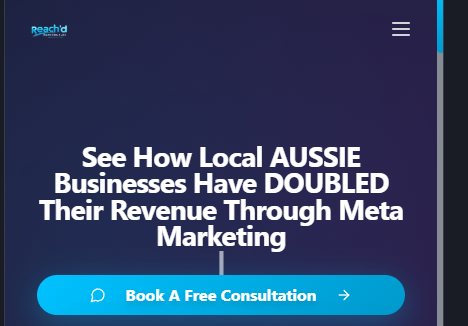 Reach'd
See How Local AUSSIE
Businesses Have DOUBLED
Their Revenue Through Meta
Marketing
Book A Free Consultation